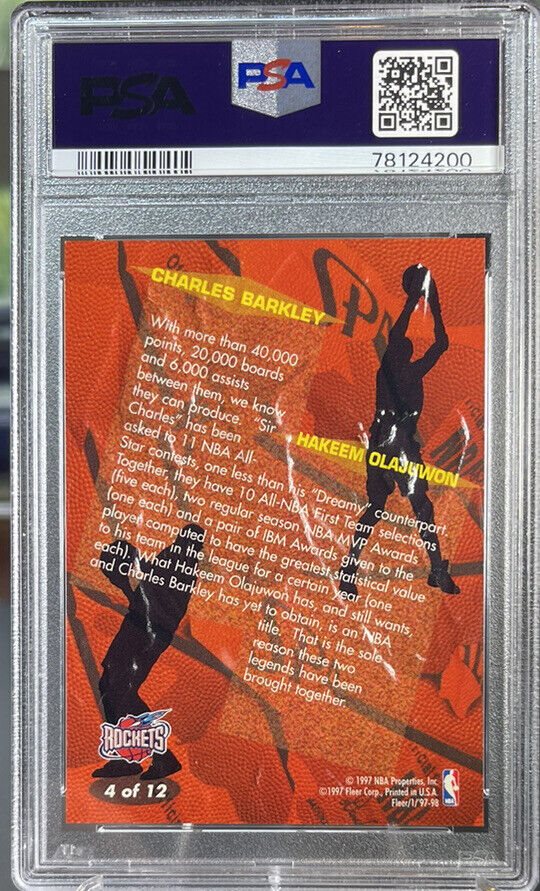 PSA
PSA
78124200
CHARLES BARKLEY
With more than 40,000
points, 20,000 boards
and 6,000 assists
between them, we know
they can produce. "Sir
Charles" has been
asked to 11 NBA All-
HAKEEM OLAJUWON
Star contests, one less than his "Dreamy" counterpart.
Together, they have 10 All-NBA First Team selections
(five each), two regular season NBA MVP Awards
(one each) and a pair of IBM Awards given to the
player computed to have the greatest statistical value
to his team in the league for a certain year (one
each). What Hakeem Olajuwon has, and still wants,
and Charles Barkley has yet to obtain, is an NBA
title. That is the sole
reason these two
legends have been
brought together.
ROCKETS
4 of 12
© 1997 NBA Properties, Inc.
©1997 Fleer Corp., Printed in U.S.A.
Fleer/1/'97-98
NBA